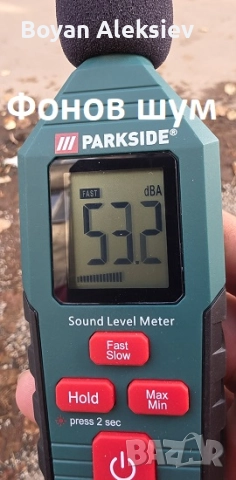 Boyan Aleksiev
Фонов шум
PARKSIDE®
FAST
dBA
53.2
Sound Level Meter
Fast
Slow
Hold
Max
Min
press 2 sec
BAZAR